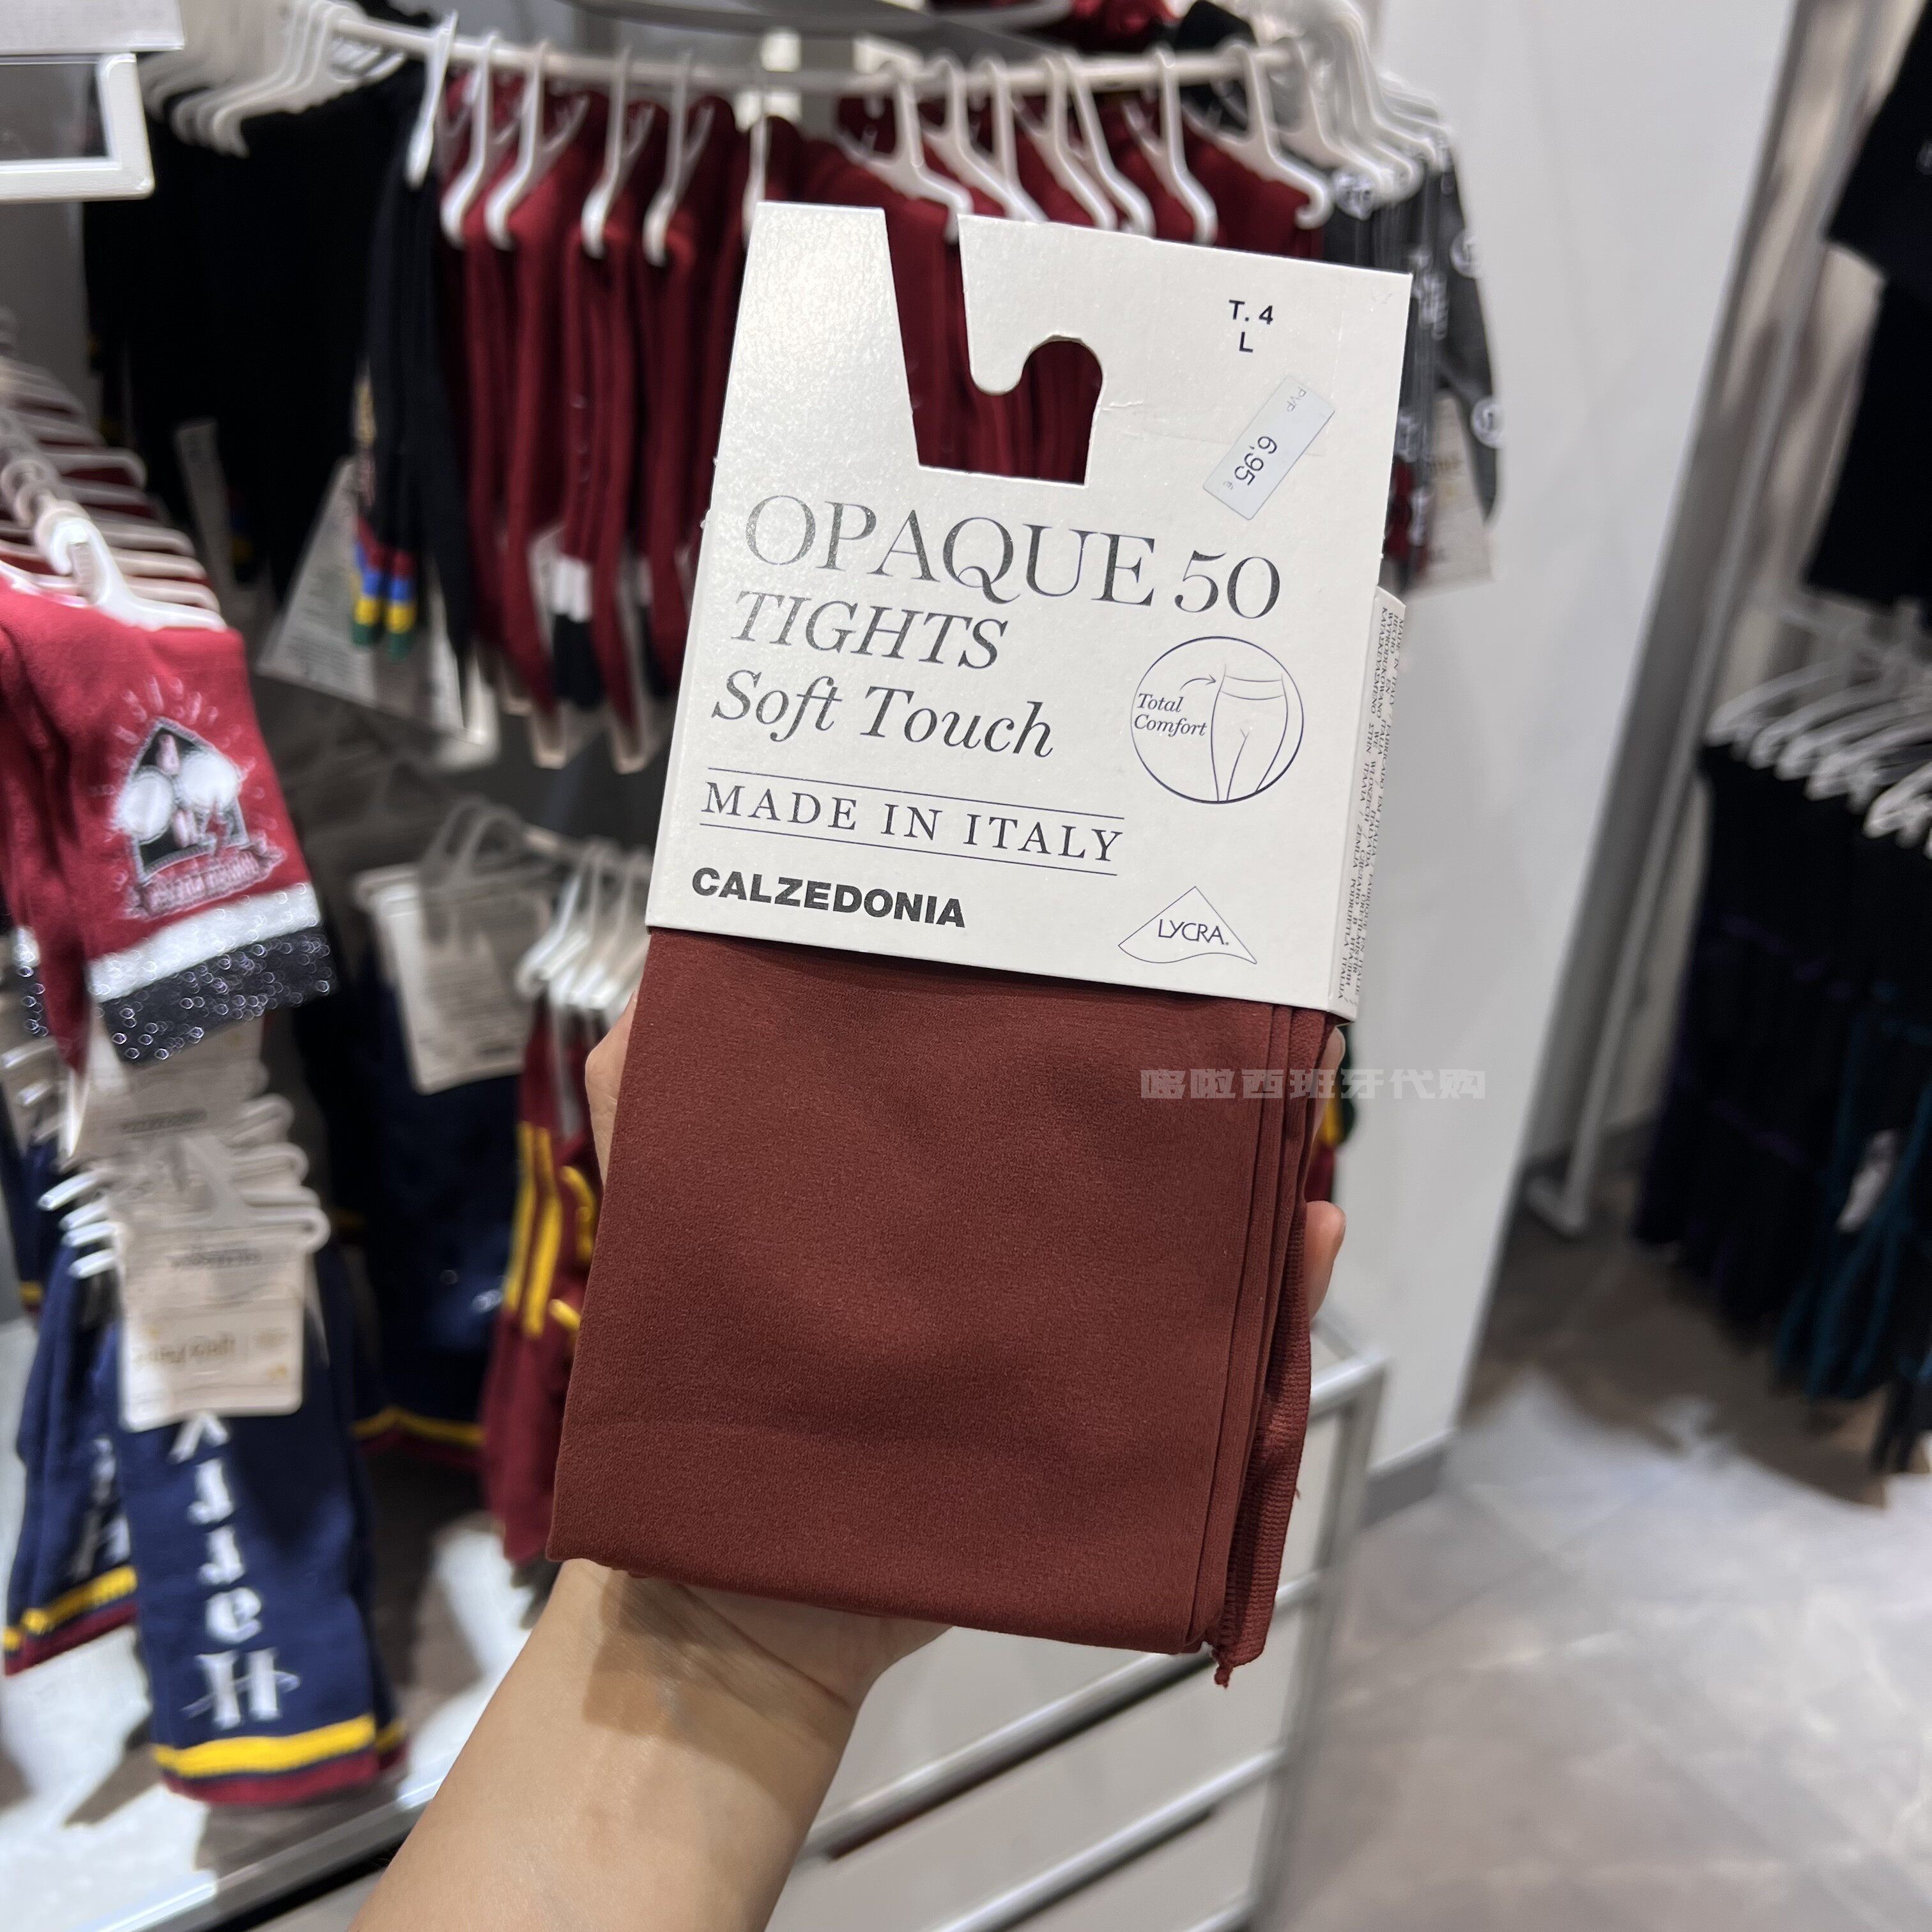 T. 4
L
PVP 6,95 €
OPAQUE 50
TIGHTS
Soft Touch
Total
Comfort
MADE IN ITALY
CALZEDONIA
LYCRA®
哆啦西班牙代购